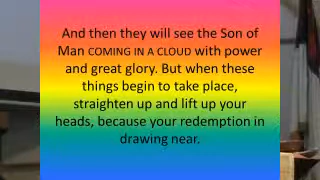 And then they will see the Son of
Man COMING IN A CLOUD with power
and great glory. But when these
things begin to take place,
straighten up and lift up your
heads, because your redemption in
drawing near.